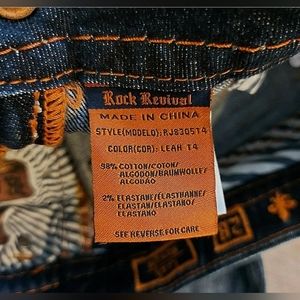 Rock Revival
MADE IN CHINA
STYLE(MODELO): RJ8305T4
COLOR(COR): LEAH T4
98% COTTON/COTON/
ALGODON/BAUMWOLLE/
ALGODÃO
2% ELASTANE/ELASTHANNE/
ELASTAN/ELASTANO/
ELASTANO
SEE REVERSE FOR CARE